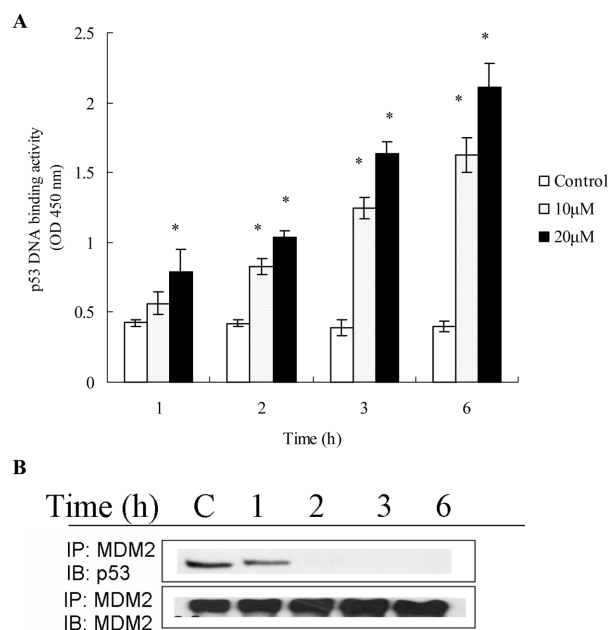 A
p53 DNA binding activity
(OD 450 nm)
2.5
2
1.5
1
0.5
0
* * * * * * *
1 2 3 6
Time (h)
Control
10μM
20μM
B
Time (h) C 1 2 3 6
IP: MDM2
IB: p53
IP: MDM2
IB: MDM2